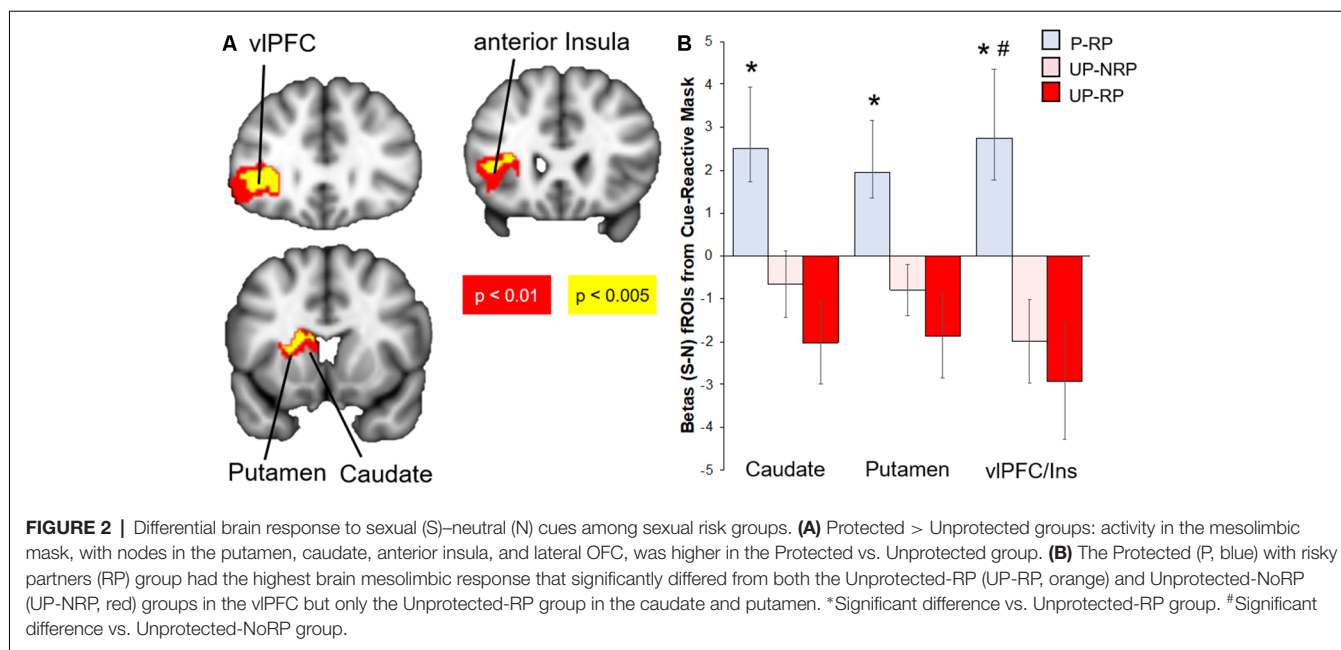 A vlPFC
anterior Insula
Putamen Caudate
p < 0.01
p < 0.005
B
Betas (S-N) fROIs from Cue-Reactive Mask
5
4
3
2
1
0
-1
-2
-3
-4
-5
*
*
* #
Caudate
Putamen
vlPFC/Ins
P-RP
UP-NRP
UP-RP
FIGURE 2 | Differential brain response to sexual (S)–neutral (N) cues among sexual risk groups. (A) Protected > Unprotected groups: activity in the mesolimbic
mask, with nodes in the putamen, caudate, anterior insula, and lateral OFC, was higher in the Protected vs. Unprotected group. (B) The Protected (P, blue) with risky
partners (RP) group had the highest brain mesolimbic response that significantly differed from both the Unprotected-RP (UP-RP, orange) and Unprotected-NoRP
(UP-NRP, red) groups in the vlPFC but only the Unprotected-RP group in the caudate and putamen. *Significant difference vs. Unprotected-RP group. #Significant
difference vs. Unprotected-NoRP group.